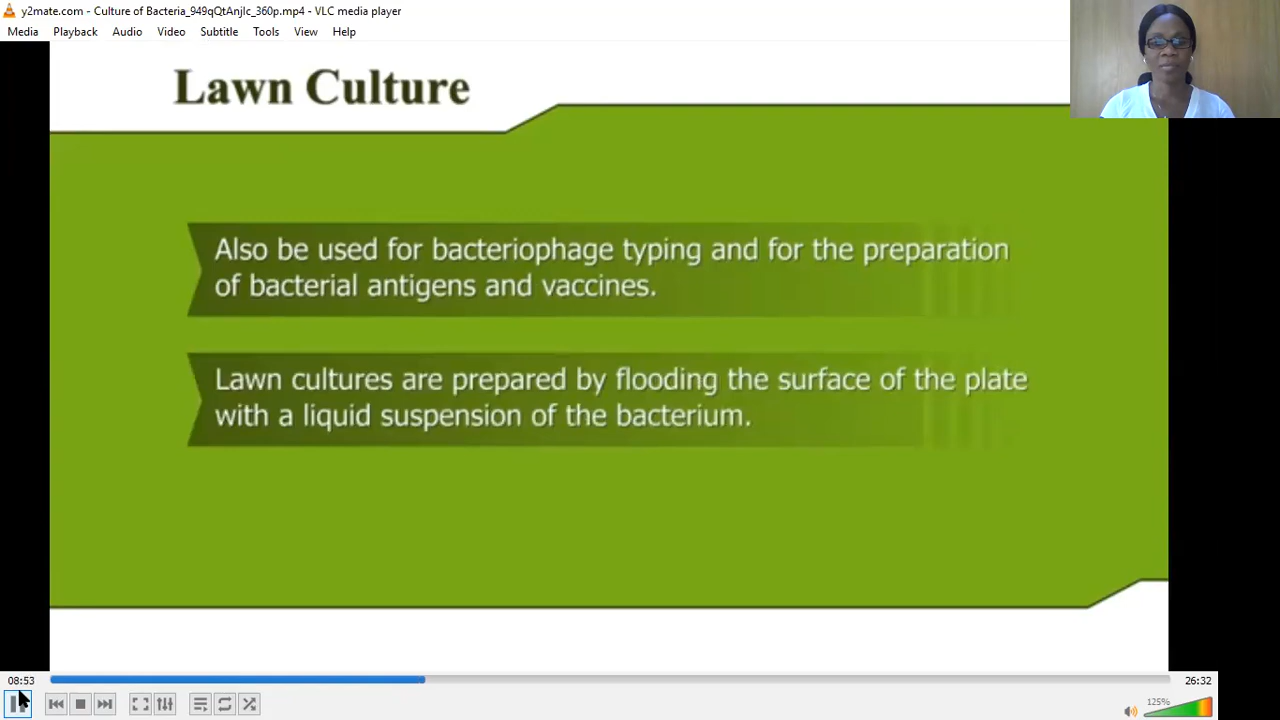 y2mate.com - Culture of Bacteria_949qQtAnjIc_360p.mp4 - VLC media player
Media Playback Audio Video Subtitle Tools View Help
Lawn Culture
Also be used for bacteriophage typing and for the preparation
of bacterial antigens and vaccines.
Lawn cultures are prepared by flooding the surface of the plate
with a liquid suspension of the bacterium.
08:53
26:32
125%